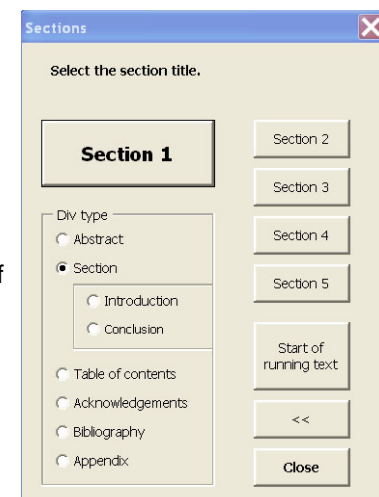 Sections
Select the section title.
Section 1
Div type
Abstract
Section
Introduction
Conclusion
Table of contents
Acknowledgements
Bibliography
Appendix
Section 2
Section 3
Section 4
Section 5
Start of
running text
<<
Close
f